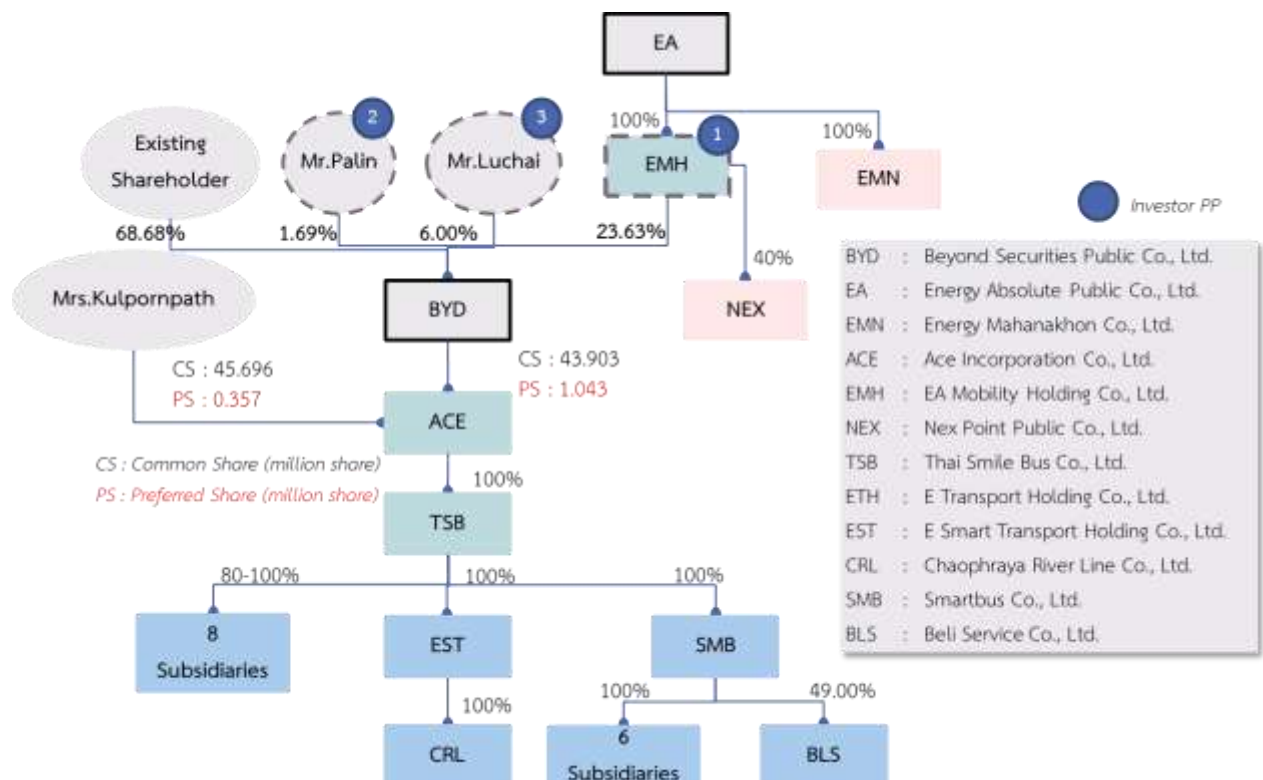 EA
2
3
100%
1
100%
Existing
Shareholder
Mr.Palin
Mr.Luchai
EMH
EMN
Investor PP
68.68%
1.69%
6.00%
23.63%
40%
Mrs.Kulpornpath
BYD
NEX
CS : 45.696
PS : 0.357
CS : 43.903
PS : 1.043
ACE
CS : Common Share (million share)
PS : Preferred Share (million share)
100%
TSB
80-100%
100%
100%
8
Subsidiaries
EST
SMB
100%
100%
49.00%
CRL
6
Subsidiaries
BLS
BYD : Beyond Securities Public Co., Ltd.
EA : Energy Absolute Public Co., Ltd.
EMN : Energy Mahanakhon Co., Ltd.
ACE : Ace Incorporation Co., Ltd.
EMH : EA Mobility Holding Co., Ltd.
NEX : Nex Point Public Co., Ltd.
TSB : Thai Smile Bus Co., Ltd.
ETH : E Transport Holding Co., Ltd.
EST : E Smart Transport Holding Co., Ltd.
CRL : Chaophraya River Line Co., Ltd.
SMB : Smartbus Co., Ltd.
BLS : Beli Service Co., Ltd.